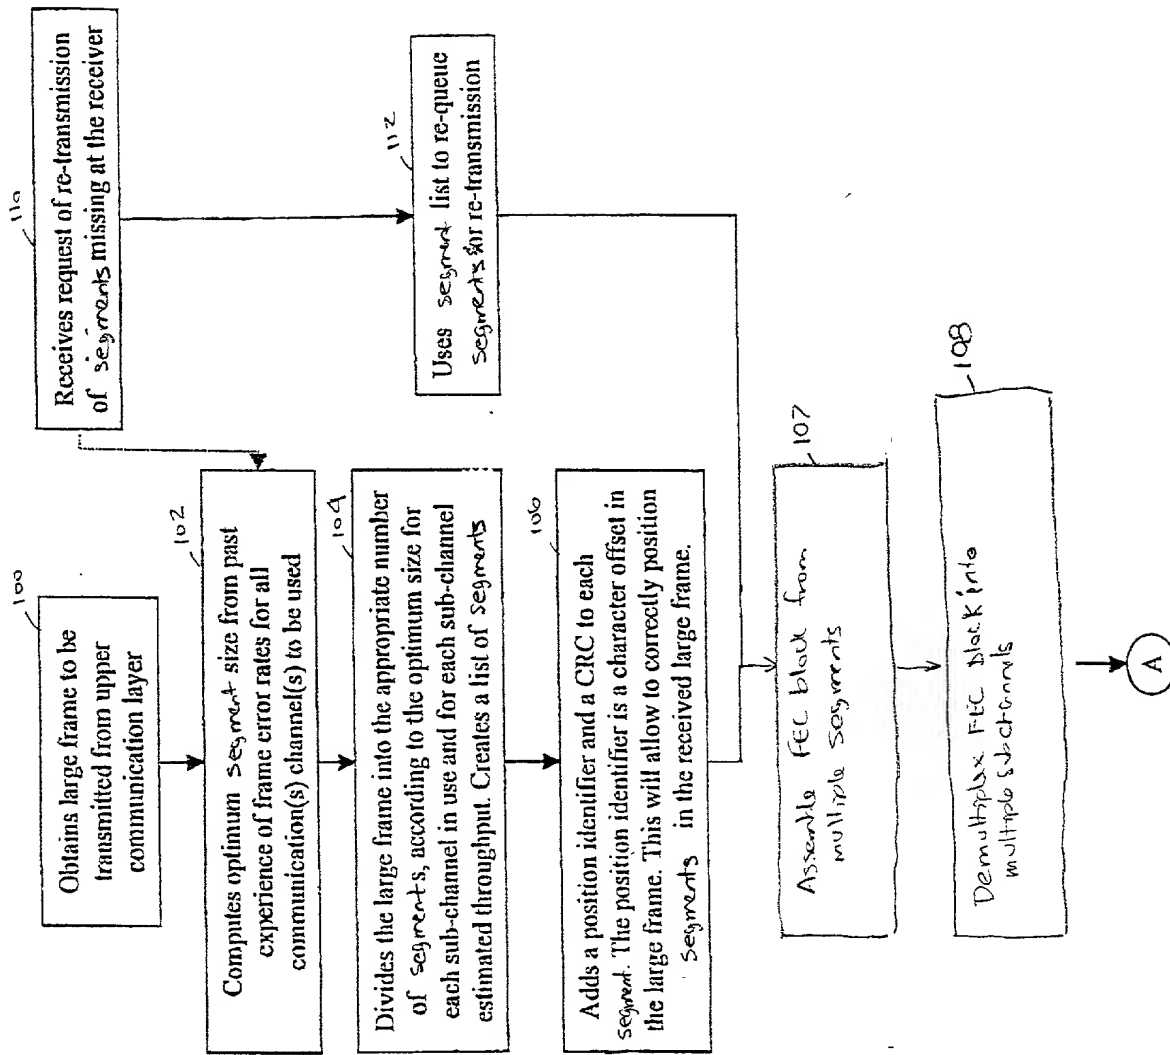 100
Obtains large frame to be
transmitted from upper
communication layer
102
Computes optimum segment size from past
experience of frame error rates for all
communication(s) channel(s) to be used
104
Divides the large frame into the appropriate number
of segments, according to the optimum size for
each sub-channel in use and for each sub-channel
estimated throughput. Creates a list of segments
106
Adds a position identifier and a CRC to each
segment. The position identifier is a character offset in
the large frame. This will allow to correctly position
segments in the received large frame.
110
Receives request of re-transmission
of segments missing at the receiver
112
Uses segment list to re-queue
segments for re-transmission
107
Assemble FEC block from
multiple segments
108
Demultiplex FEC block into
multiple subchannels
A